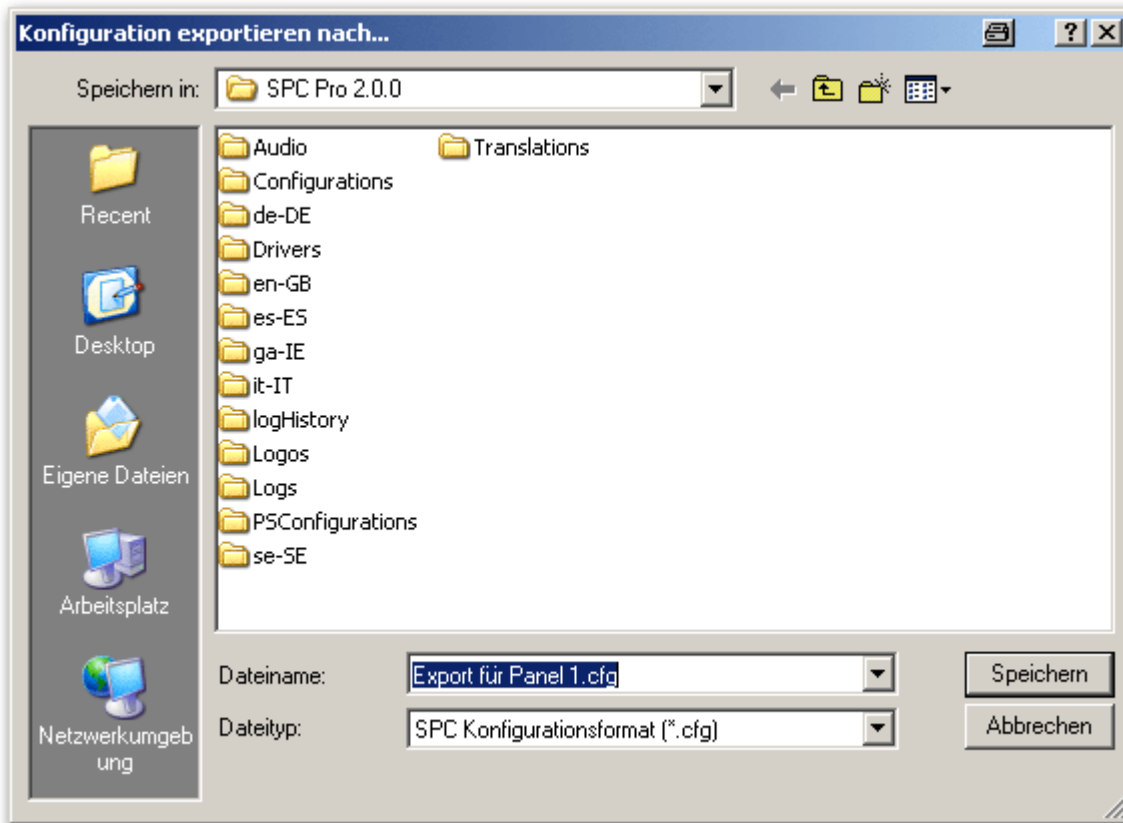 Konfiguration exportieren nach...
Speichern in: SPC Pro 2.0.0
Recent
Desktop
Eigene Dateien
Arbeitsplatz
Netzwerkumgeb
ung
Audio
Configurations
de-DE
Drivers
en-GB
es-ES
ga-IE
it-IT
logHistory
Logos
Logs
PSConfigurations
se-SE
Translations
Dateiname: Export für Panel 1.cfg Speichern
Dateityp: SPC Konfigurationsformat (*.cfg) Abbrechen